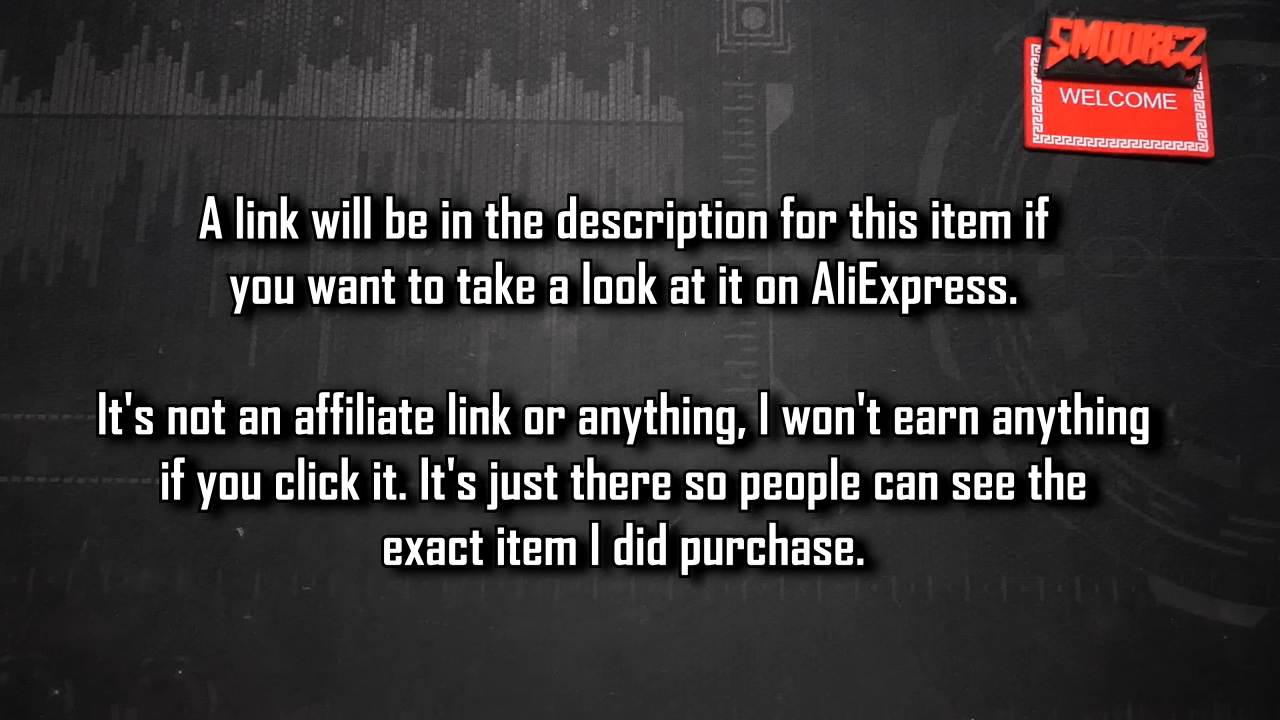 SMOOREZ
WELCOME
A link will be in the description for this item if
you want to take a look at it on AliExpress.
It's not an affiliate link or anything, I won't earn anything
if you click it. It's just there so people can see the
exact item I did purchase.